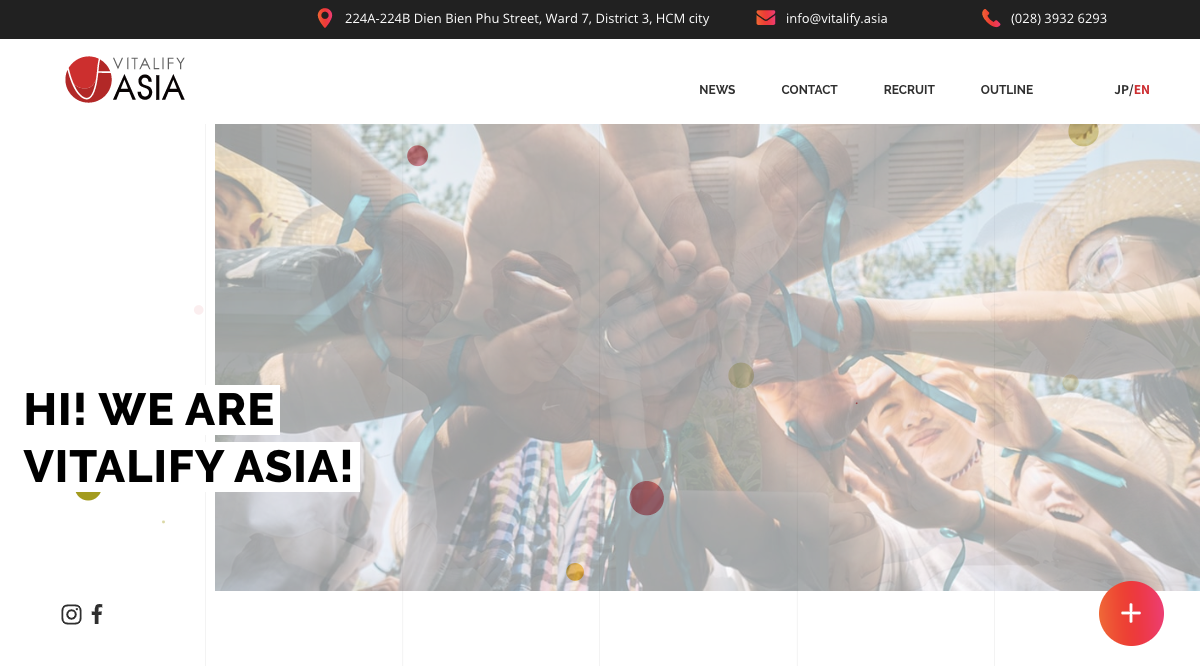 224A-224B Dien Bien Phu Street, Ward 7, District 3, HCM city
info@vitalify.asia
(028) 3932 6293
VITALIFY
ASIA
NEWS
CONTACT
RECRUIT
OUTLINE
JP/EN
HI! WE ARE
VITALIFY ASIA!